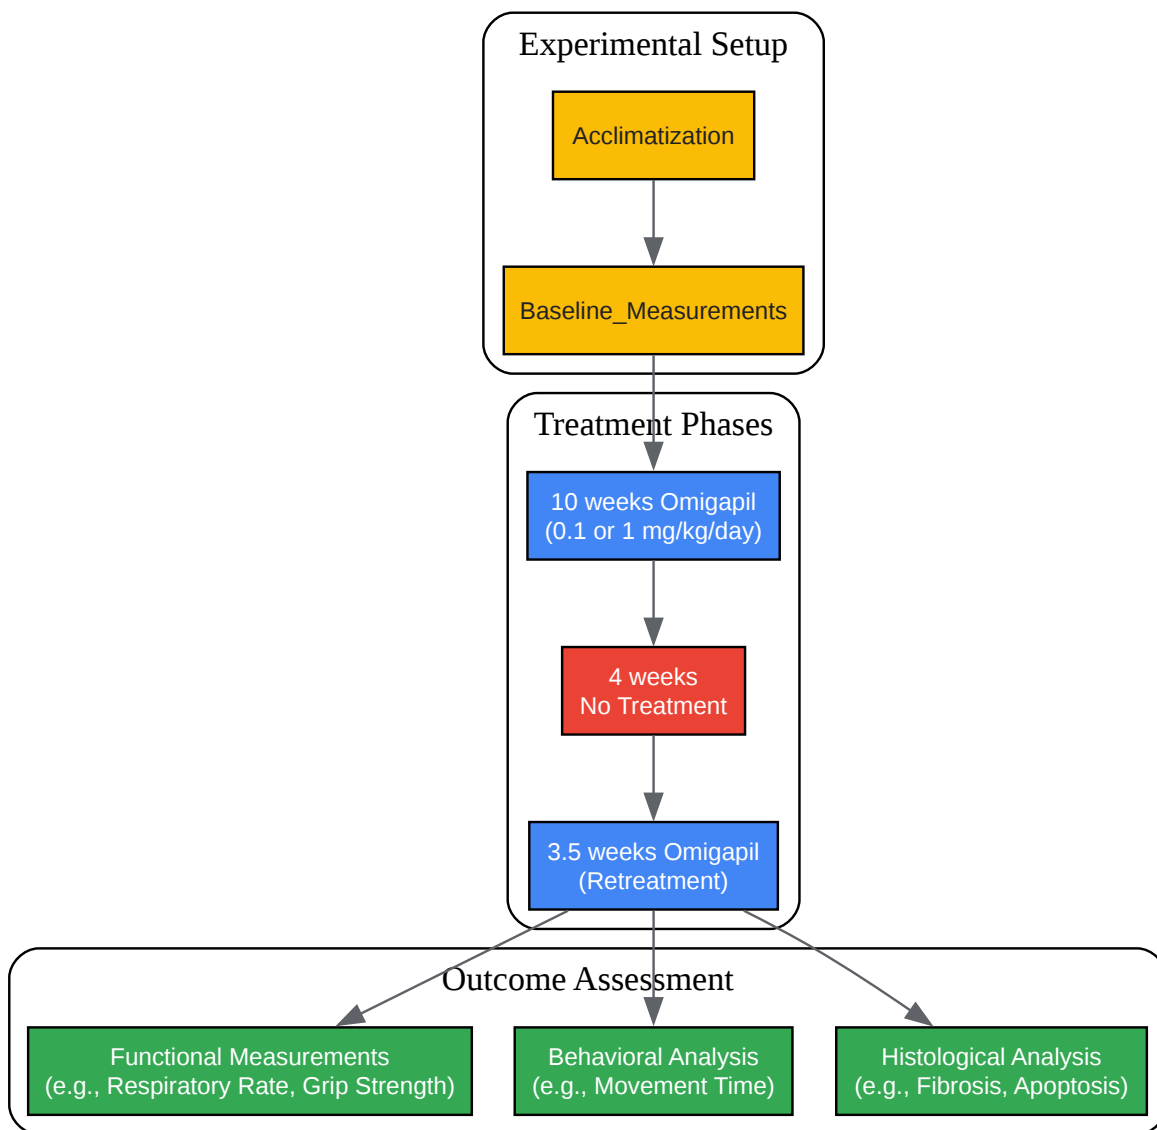 Experimental Setup
Acclimatization
Baseline_Measurements
Treatment Phases
10 weeks Omigapil
(0.1 or 1 mg/kg/day)
4 weeks
No Treatment
3.5 weeks Omigapil
(Retreatment)
Outcome Assessment
Functional Measurements
(e.g., Respiratory Rate, Grip Strength)
Behavioral Analysis
(e.g., Movement Time)
Histological Analysis
(e.g., Fibrosis, Apoptosis)